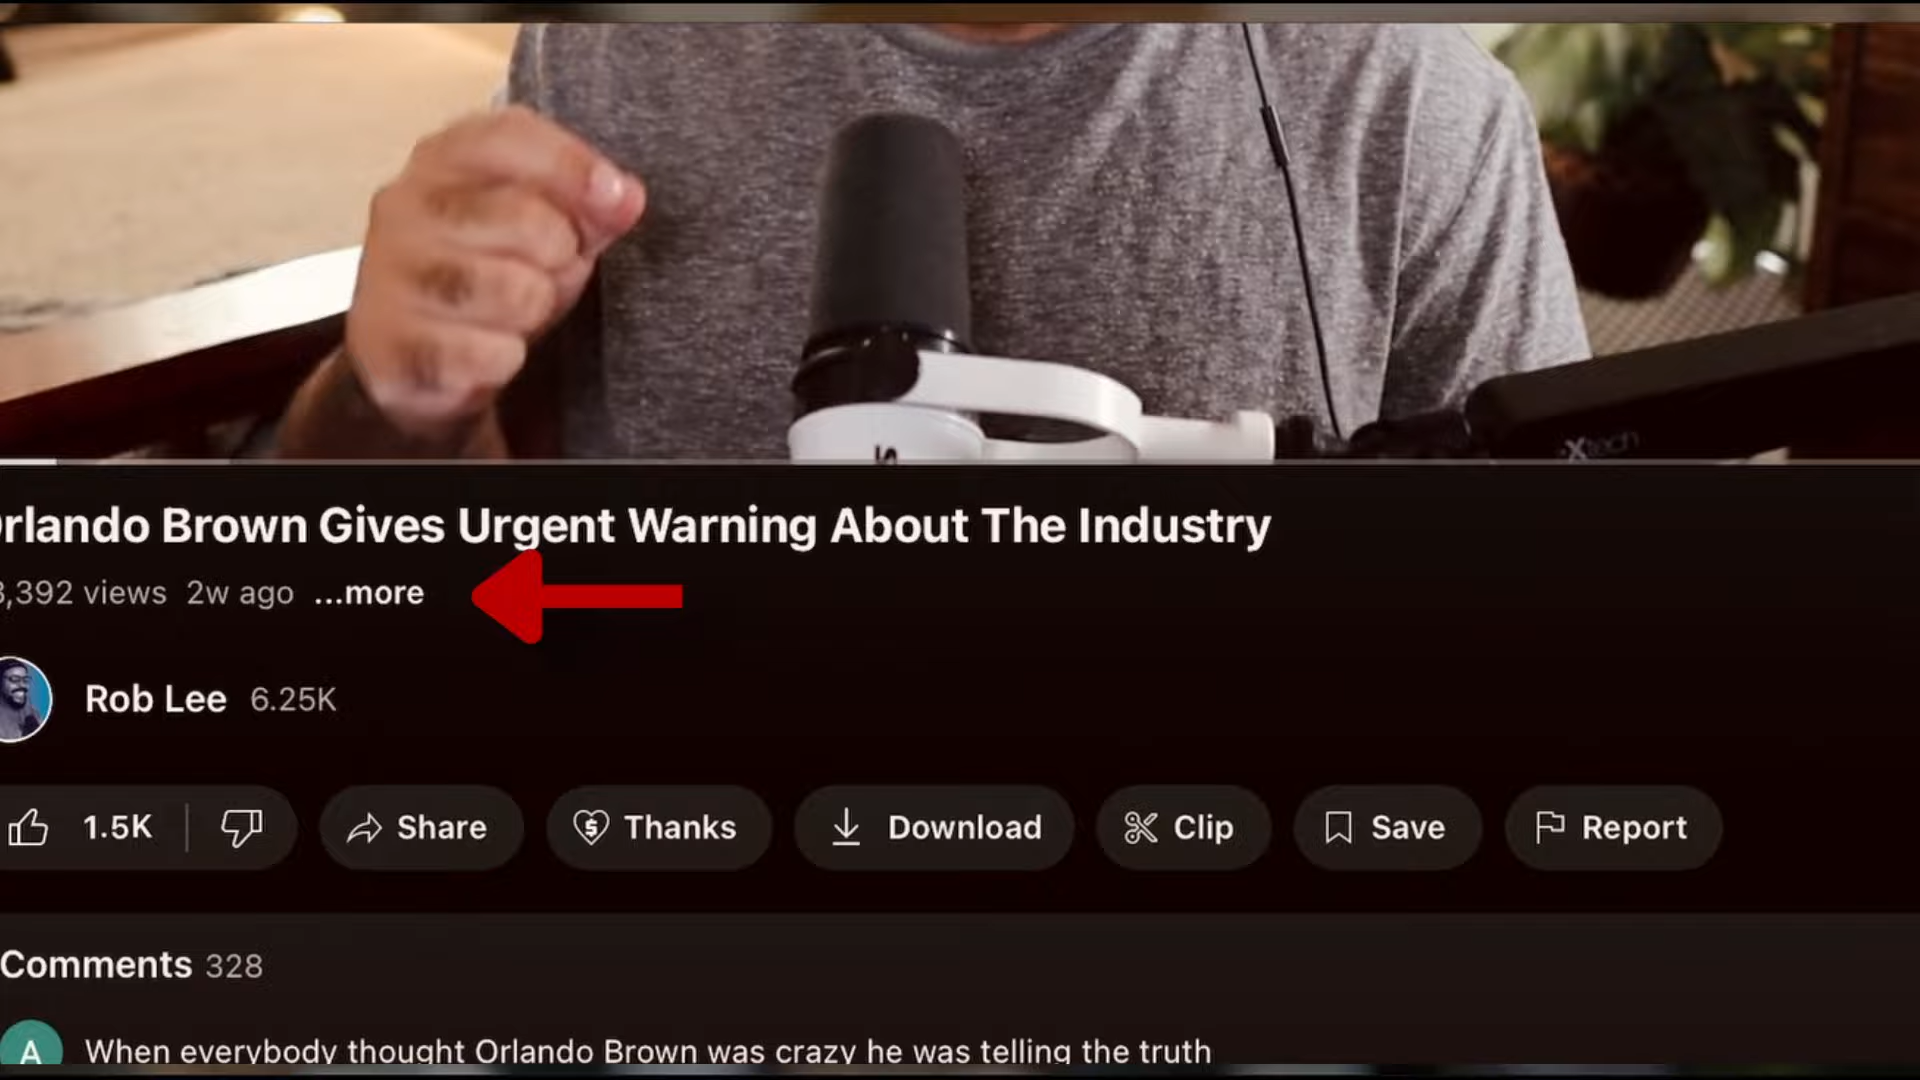 Xtech
rlando Brown Gives Urgent Warning About The Industry
3,392 views 2w ago ...more
Rob Lee 6.25K
1.5K Share Thanks Download Clip Save Report
Comments 328
A When everybody thought Orlando Brown was crazy he was telling the truth